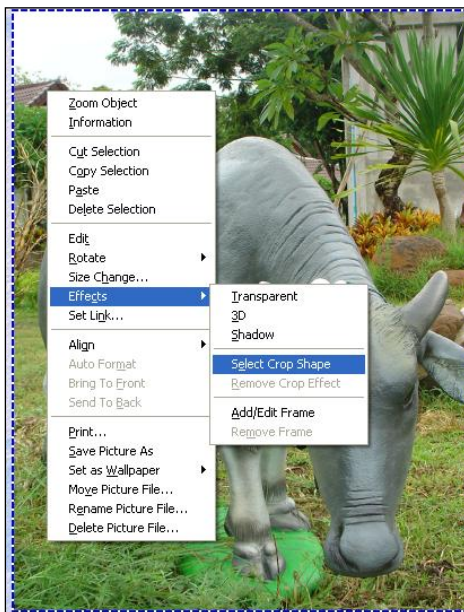 Zoom Object
Information
Cut Selection
Copy Selection
Paste
Delete Selection
Edit
Rotate
Size Change...
Effects
Set Link...
Align
Auto Format
Bring To Front
Send To Back
Print...
Save Picture As
Set as Wallpaper
Move Picture File...
Rename Picture File...
Delete Picture File...
Transparent
3D
Shadow
Select Crop Shape
Remove Crop Effect
Add/Edit Frame
Remove Frame